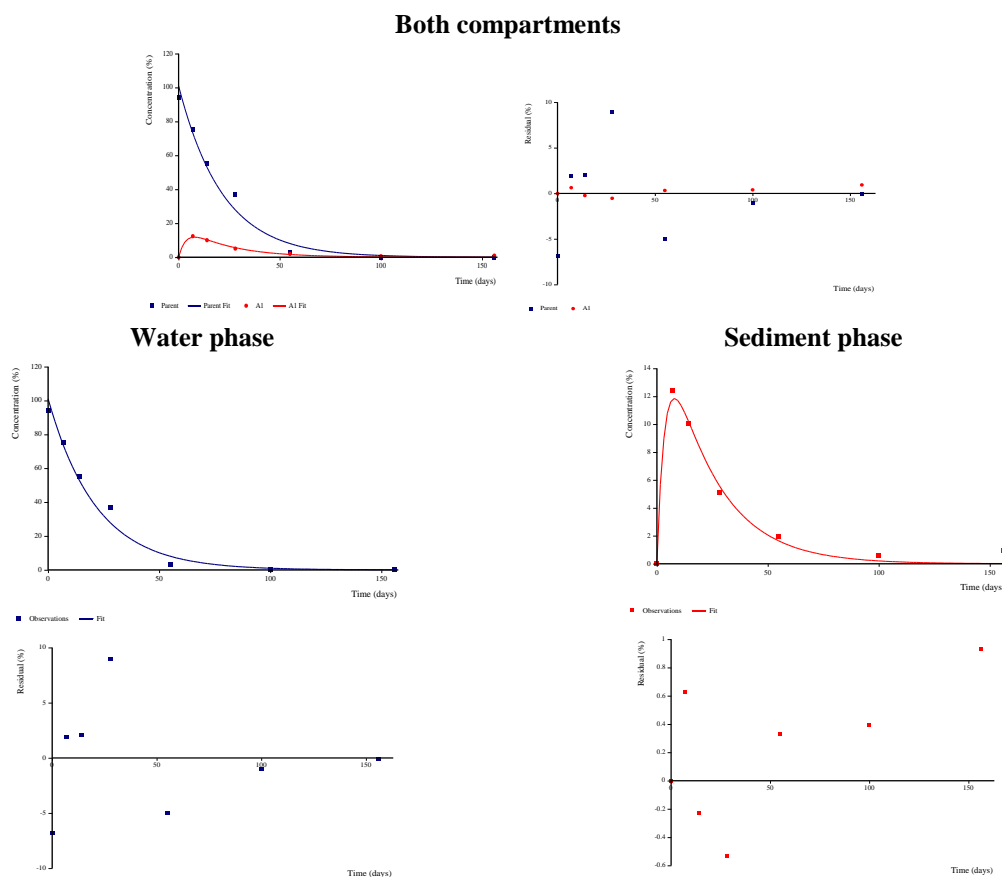 Both compartments
Concentration (%)
120
100
80
60
40
20
0
0 50 100 150
Time (days)
Parent Parent Fit A1 A1 Fit
Residual (%)
10
5
0
-5
-10
0 50 100 150
Time (days)
Parent A1
Water phase
Concentration (%)
120
100
80
60
40
20
0
0 50 100 150
Time (days)
Observations Fit
Residual (%)
10
5
0
-5
-10
0 50 100 150
Time (days)
Sediment phase
Concentration (%)
14
12
10
8
6
4
2
0
0 50 100 150
Time (days)
Observations Fit
Residual (%)
1
0.8
0.6
0.4
0.2
0
-0.2
-0.4
-0.6
0 50 100 150
Time (days)